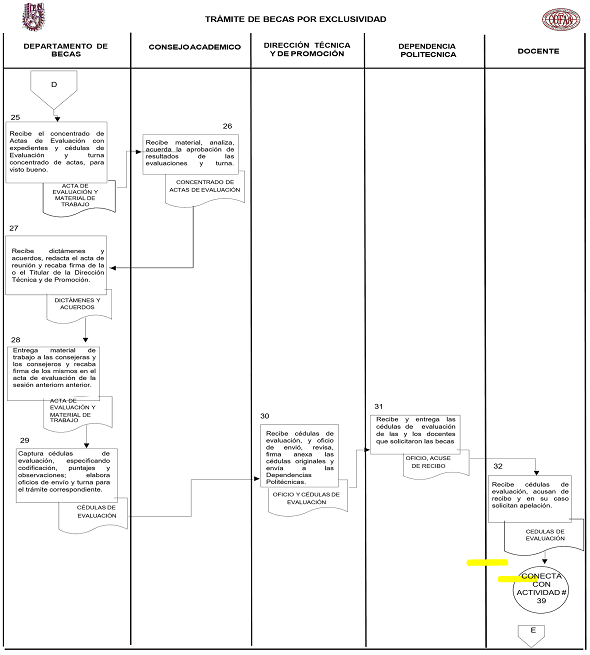 TRÁMITE DE BECAS POR EXCLUSIVIDAD
COFAA
DEPARTAMENTO DE
BECAS
CONSEJO ACADEMICO
DIRECCIÓN TÉCNICA
Y DE PROMOCIÓN
DEPENDENCIA
POLITECNICA
DOCENTE
D
25
Recibe el concentrado de
Actas de Evaluación con
expedientes y cédulas de
Evaluación y turna
concentrado de actas, para
visto bueno.
ACTA DE
EVALUACIÓN Y
MATERIAL DE
TRABAJO
26
Recibe material, analiza,
acuerda la aprobación de
resultados de las
evaluaciones y turna.
CONCENTRADO DE
ACTAS DE EVALUACIÓN
27
Recibe dictámenes y
acuerdos, redacta el acta de
reunión y recaba firma de la
o el Titular de la Dirección
Técnica y de Promoción.
DICTÁMENES Y
ACUERDOS
28
Entrega material de
trabajo a las consejeras y
los consejeros y recaba
firma de los mismos en el
acta de evaluación de la
sesión anteriorn anterior.
ACTA DE
EVALUACIÓN Y
MATERIAL DE
TRABAJO
29
Captura cédulas de
evaluación, especificando
codificación, puntajes y
observaciones; elabora
oficios de envío y turna para
el trámite correspondiente.
CÉDULAS DE
EVALUACIÓN
30
Recibe cédulas de
evaluación, y oficio
de envió, revisa,
firma anexa las
cédulas originales y
envía a las
Dependencias
Politécnicas.
OFICIO Y CÉDULAS DE
EVALUACIÓN
31
Recibe y entrega las
cédulas de evaluación
de las y los docentes
que solicitaron las becas
OFICIO, ACUSE
DE RECIBO
32
Recibe cédulas de
evaluación, acusan de
recibo y en su caso
solicitan apelación.
CEDULAS DE
EVALUACIÓN
CONECTA
CON
ACTIVIDAD #
39
E